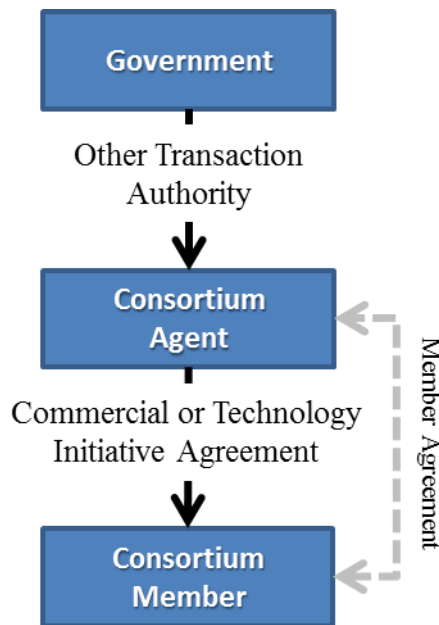 Government
Other Transaction
Authority
Consortium
Agent
Commercial or Technology
Initiative Agreement
Member Agreement
Consortium
Member